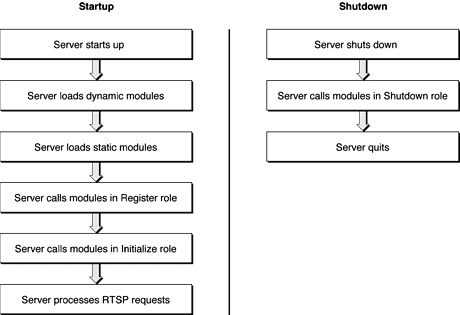 Startup
Server starts up
Server loads dynamic modules
Server loads static modules
Server calls modules in Register role
Server calls modules in Initialize role
Server processes RTSP requests
Shutdown
Server shuts down
Server calls modules in Shutdown role
Server quits